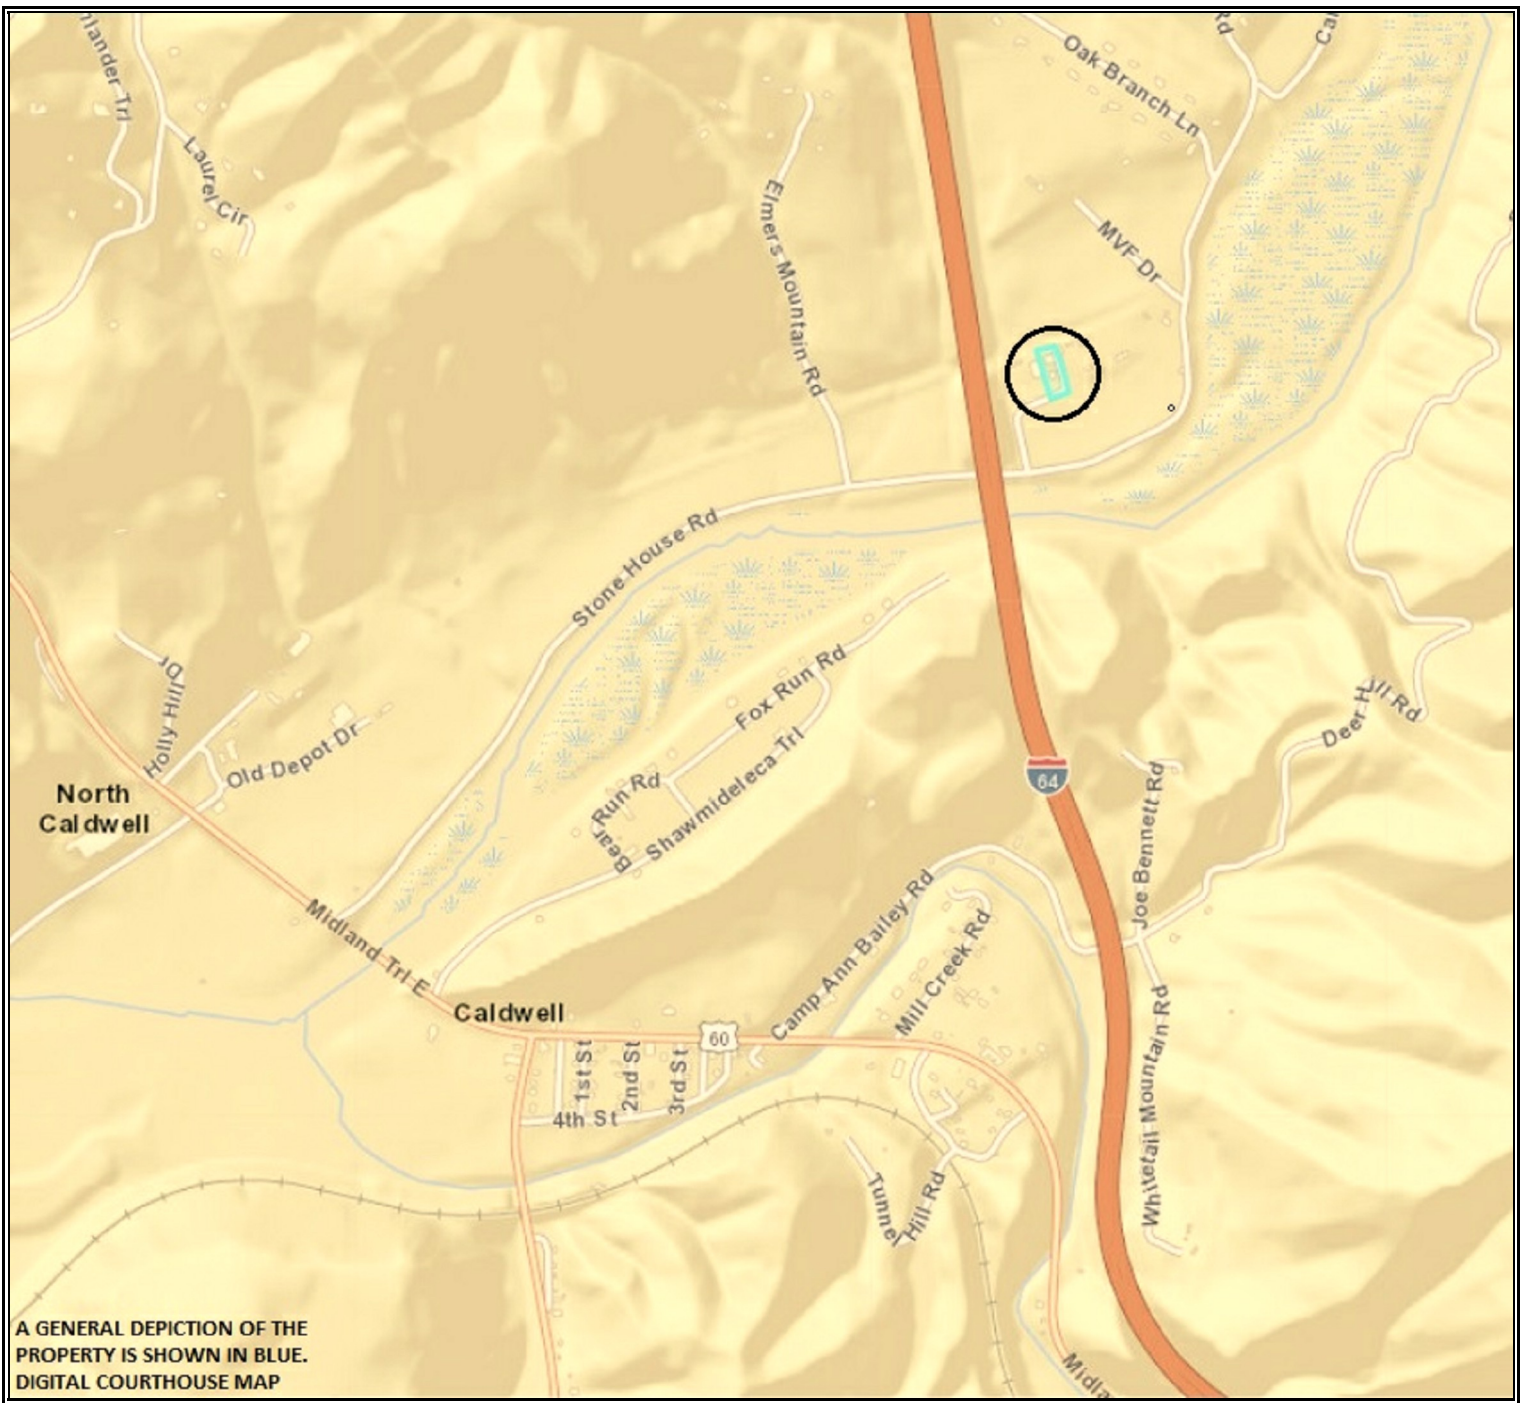 Oak Branch Ln
Rd
Laurel Cir
Elmers Mountain Rd
MVF Dr
Stone House Rd
Holly Hill Dr
Old Depot Dr
North
Caldwell
Fox Run Rd
Bear Run Rd
Shawmideleca Trl
Deer Hill Rd
64
Joe Bennett Rd
Midland Trl E
Caldwell
Camp Ann Bailey Rd
Mill Creek Rd
60
1st St
2nd St
3rd St
4th St
Whitetail Mountain Rd
Tunnel Hill Rd
A GENERAL DEPICTION OF THE
PROPERTY IS SHOWN IN BLUE.
DIGITAL COURTHOUSE MAP